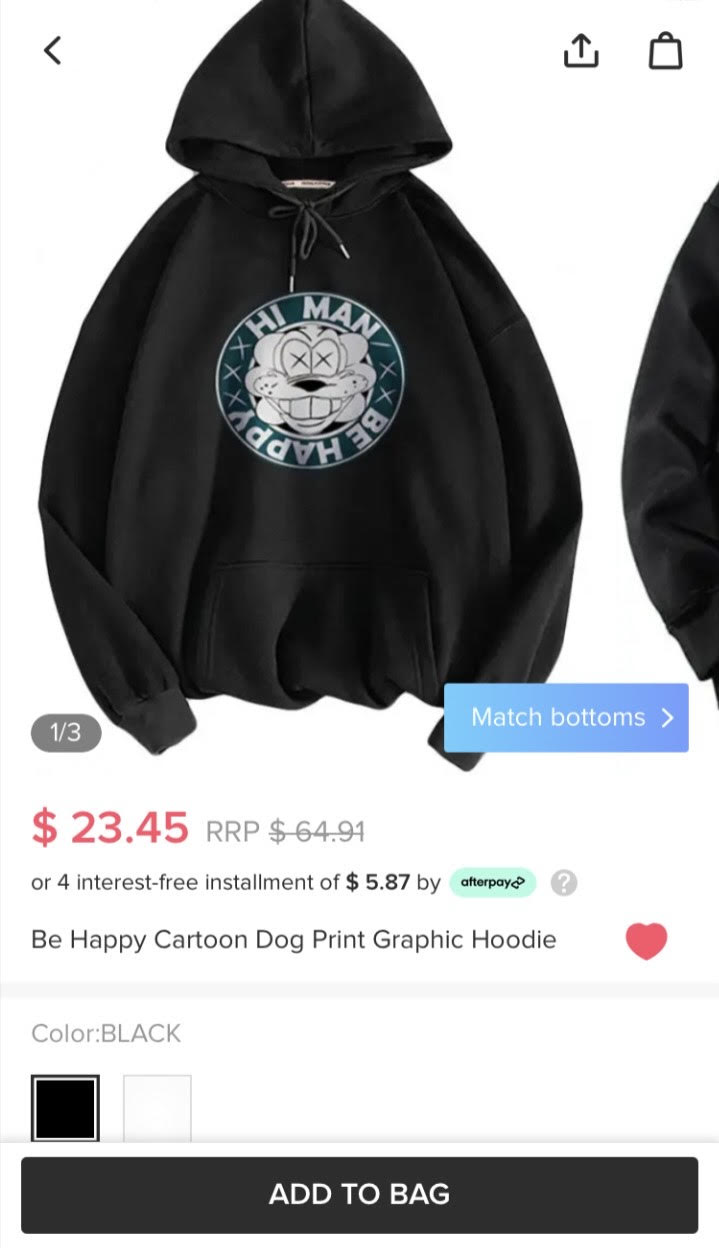 HI MAN
BE HAPPY
1/3
Match bottoms
$ 23.45 RRP $ 64.91
or 4 interest-free installment of $ 5.87 by afterpay ?
Be Happy Cartoon Dog Print Graphic Hoodie
Color:BLACK
ADD TO BAG